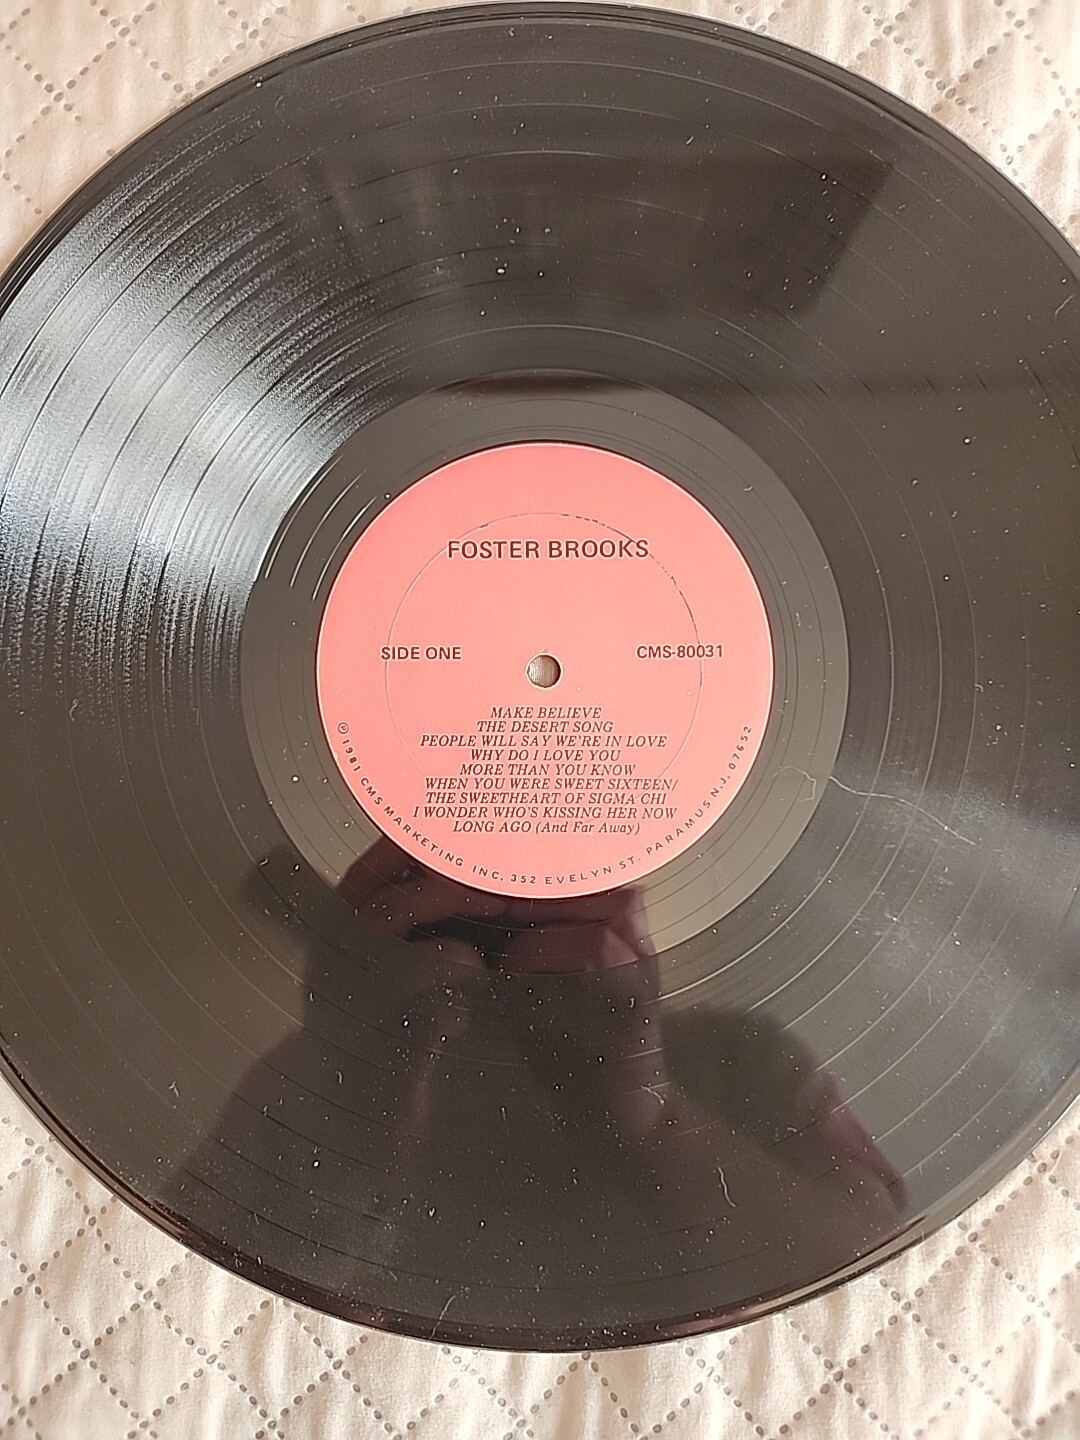 FOSTER BROOKS
SIDE ONE
CMS-80031
MAKE BELIEVE
THE DESERT SONG
PEOPLE WILL SAY WE'RE IN LOVE
WHY DO I LOVE YOU
MORE THAN YOU KNOW
WHEN YOU WERE SWEET SIXTEEN/
THE SWEETHEART OF SIGMA CHI
I WONDER WHO'S KISSING HER NOW
LONG AGO (And Far Away)
℗ 1981 CMS MARKETING INC. 352 EVELYN ST. PARAMUS N.J. 07652